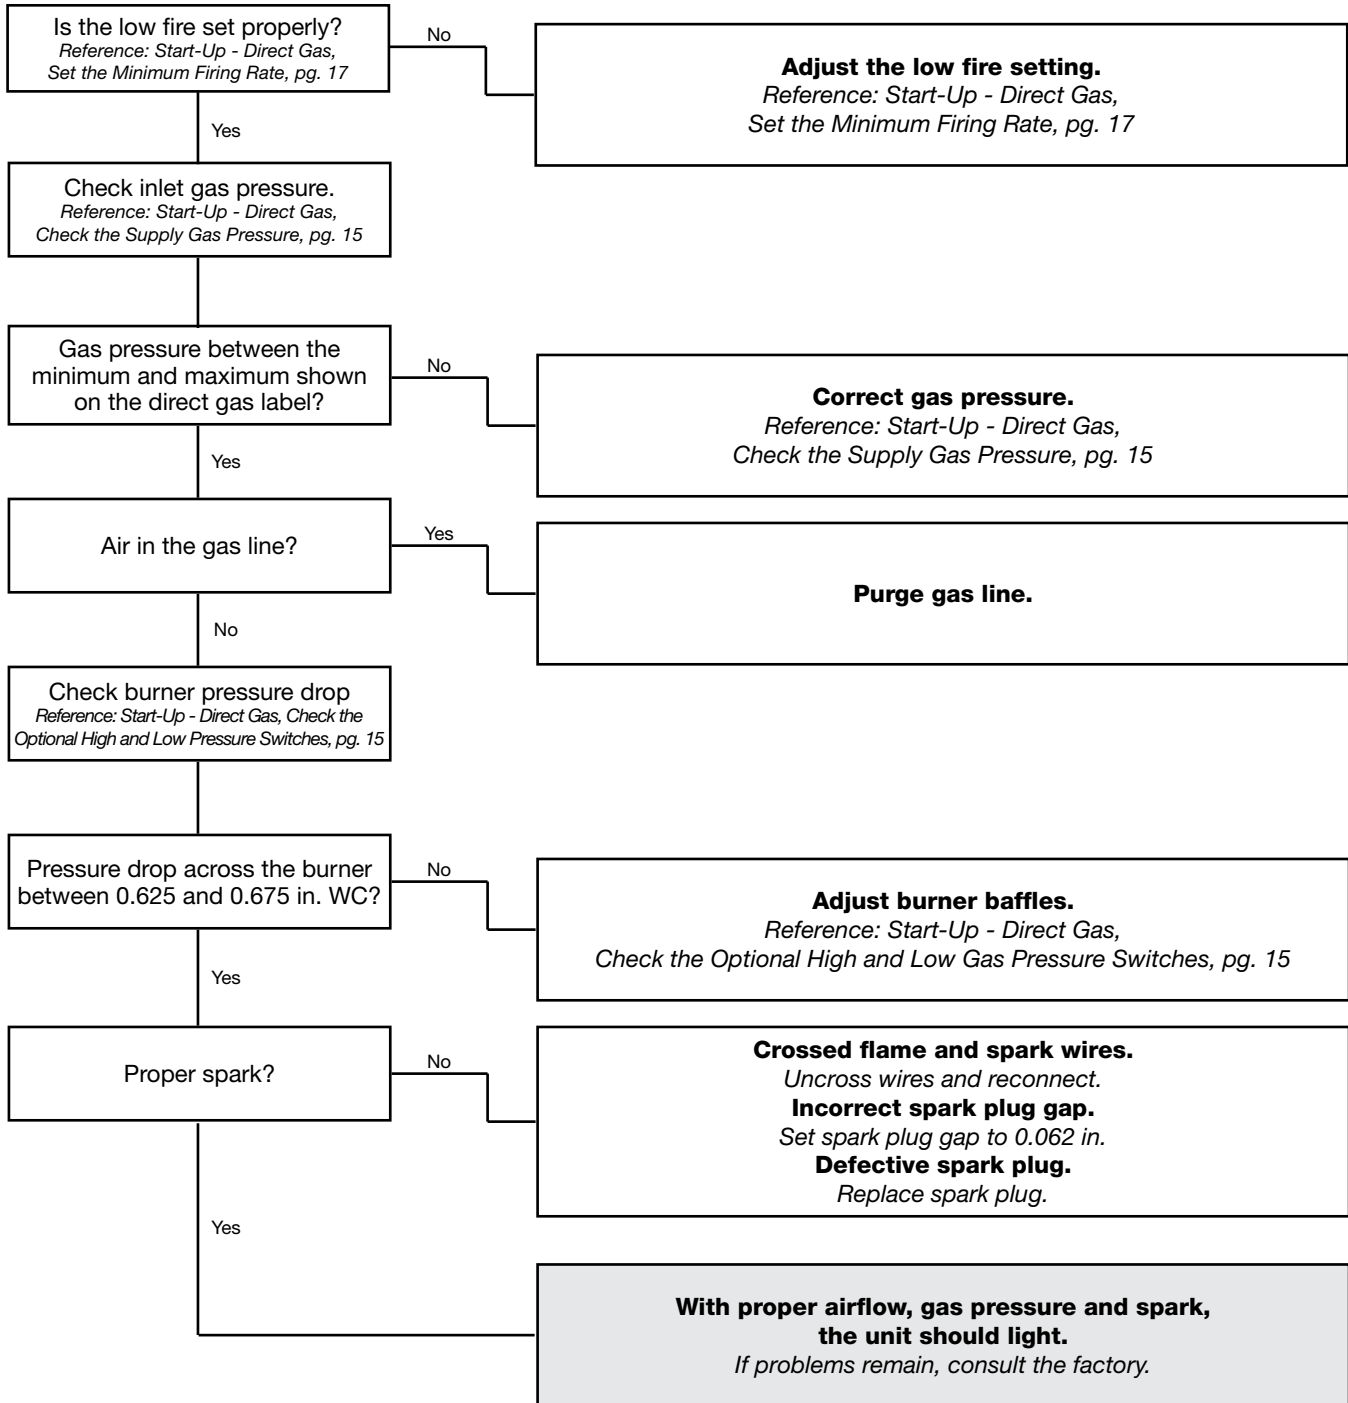 Is the low fire set properly?
Reference: Start-Up - Direct Gas,
Set the Minimum Firing Rate, pg. 17
No
Adjust the low fire setting.
Reference: Start-Up - Direct Gas,
Set the Minimum Firing Rate, pg. 17
Yes
Check inlet gas pressure.
Reference: Start-Up - Direct Gas,
Check the Supply Gas Pressure, pg. 15
Gas pressure between the
minimum and maximum shown
on the direct gas label?
No
Correct gas pressure.
Reference: Start-Up - Direct Gas,
Check the Supply Gas Pressure, pg. 15
Yes
Air in the gas line?
Yes
Purge gas line.
No
Check burner pressure drop
Reference: Start-Up - Direct Gas, Check the
Optional High and Low Pressure Switches, pg. 15
Pressure drop across the burner
between 0.625 and 0.675 in. WC?
No
Adjust burner baffles.
Reference: Start-Up - Direct Gas,
Check the Optional High and Low Gas Pressure Switches, pg. 15
Yes
Proper spark?
No
Crossed flame and spark wires.
Uncross wires and reconnect.
Incorrect spark plug gap.
Set spark plug gap to 0.062 in.
Defective spark plug.
Replace spark plug.
Yes
With proper airflow, gas pressure and spark,
the unit should light.
If problems remain, consult the factory.